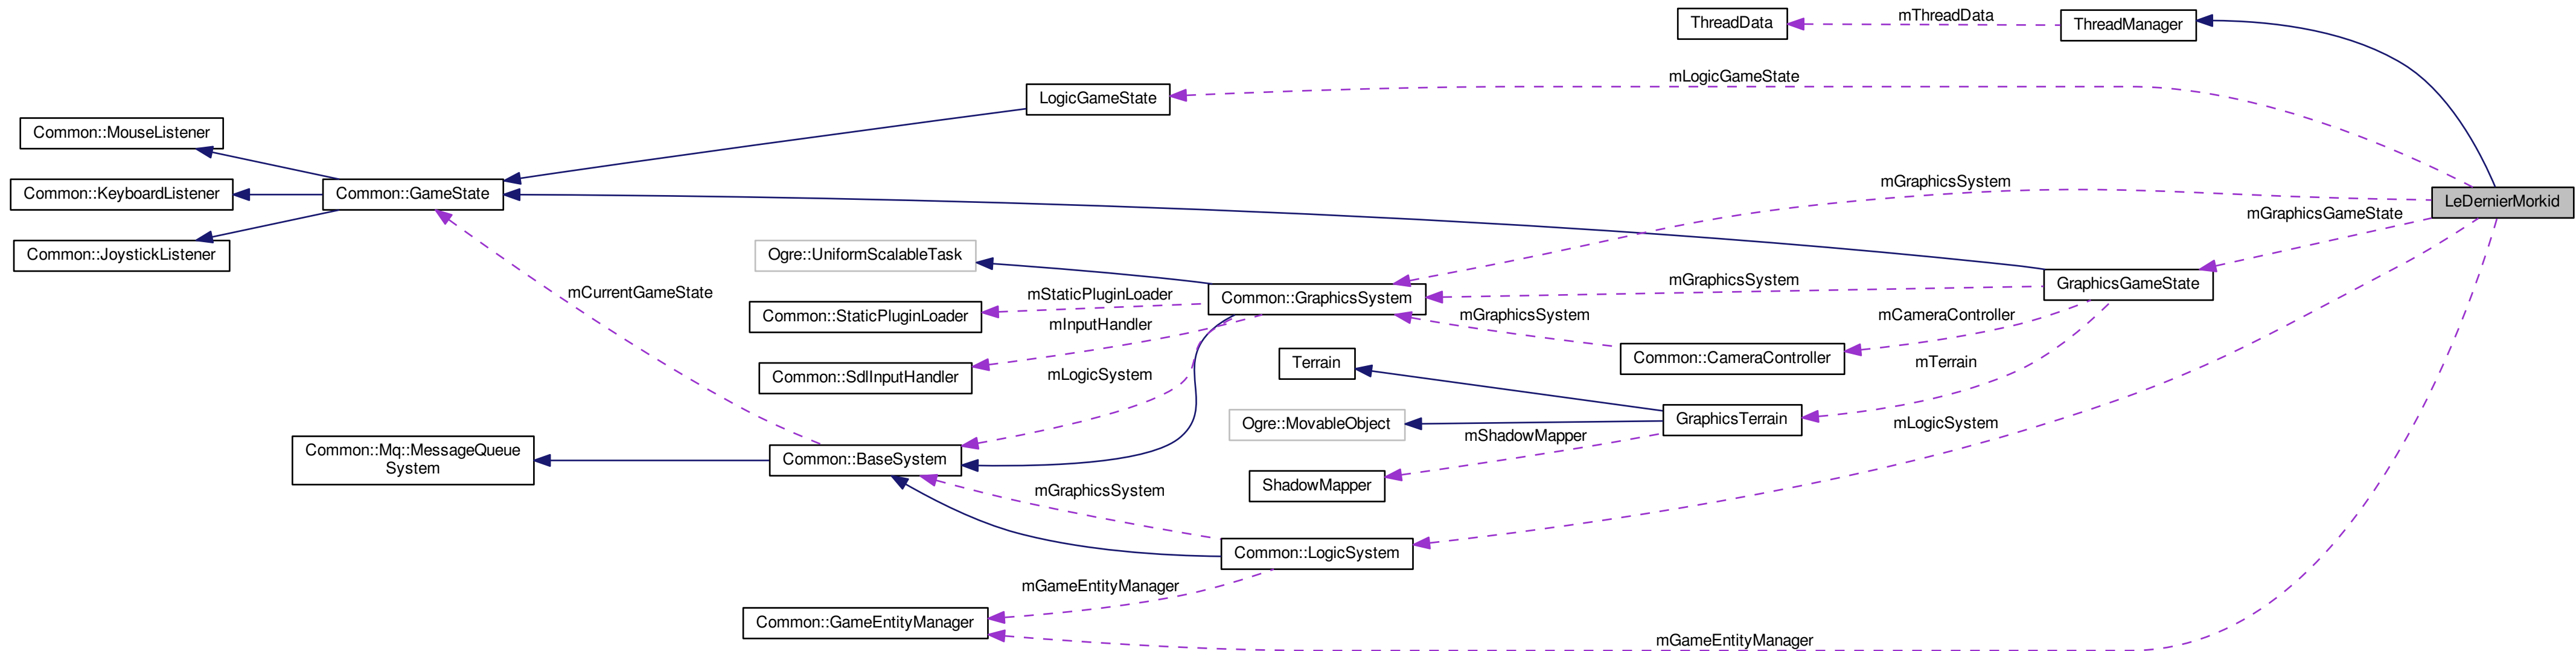 ThreadData
mThreadData
ThreadManager
mLogicGameState
LogicGameState
Common::MouseListener
mGraphicsSystem
Common::KeyboardListener
Common::GameState
LeDernierMorkid
mGraphicsGameState
Common::JoystickListener
Ogre::UniformScalableTask
mGraphicsSystem
GraphicsGameState
mCurrentGameState
mStaticPluginLoader
Common::GraphicsSystem
Common::StaticPluginLoader
mGraphicsSystem
mCameraController
mInputHandler
Terrain
Common::CameraController
mTerrain
Common::SdlInputHandler
mLogicSystem
Ogre::MovableObject
GraphicsTerrain
mLogicSystem
mShadowMapper
Common::Mq::MessageQueue
System
Common::BaseSystem
ShadowMapper
mGraphicsSystem
Common::LogicSystem
mGameEntityManager
Common::GameEntityManager
mGameEntityManager